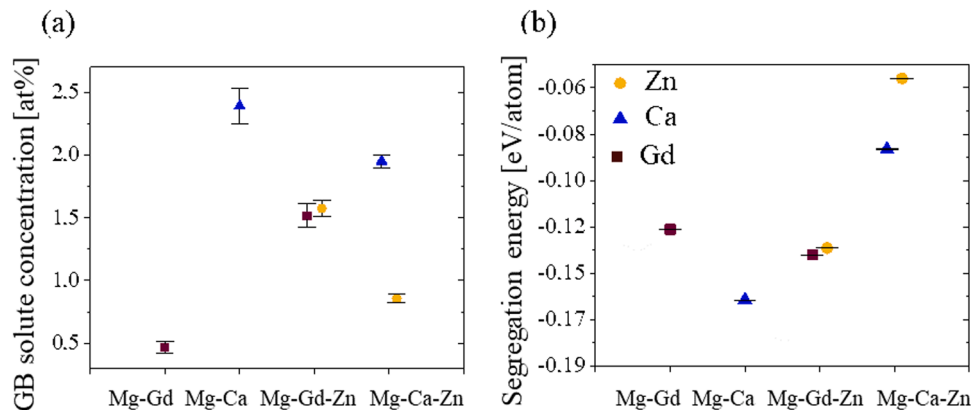 (a)
GB solute concentration [at%]
2.5
2.0
1.5
1.0
0.5
Mg-Gd
Mg-Ca
Mg-Gd-Zn
Mg-Ca-Zn
(b)
Segregation energy [eV/atom]
-0.06
-0.08
-0.10
-0.12
-0.15
-0.17
-0.19
Zn
Ca
Gd
Mg-Gd
Mg-Ca
Mg-Gd-Zn
Mg-Ca-Zn